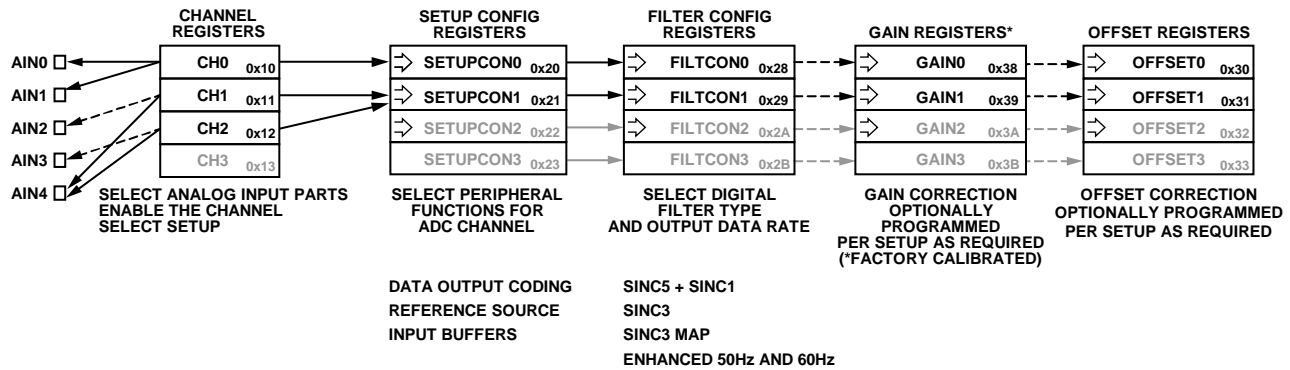 CHANNEL
REGISTERS
SETUP CONFIG
REGISTERS
FILTER CONFIG
REGISTERS
GAIN REGISTERS*
OFFSET REGISTERS
AIN0
AIN1
AIN2
AIN3
AIN4
CH0 0x10
CH1 0x11
CH2 0x12
CH3 0x13
SELECT ANALOG INPUT PARTS
ENABLE THE CHANNEL
SELECT SETUP
SETUPCON0 0x20
SETUPCON1 0x21
SETUPCON2 0x22
SETUPCON3 0x23
SELECT PERIPHERAL
FUNCTIONS FOR
ADC CHANNEL
FILTCON0 0x28
FILTCON1 0x29
FILTCON2 0x2A
FILTCON3 0x2B
SELECT DIGITAL
FILTER TYPE
AND OUTPUT DATA RATE
GAIN0 0x38
GAIN1 0x39
GAIN2 0x3A
GAIN3 0x3B
GAIN CORRECTION
OPTIONALLY
PROGRAMMED
PER SETUP AS REQUIRED
(*FACTORY CALIBRATED)
OFFSET0 0x30
OFFSET1 0x31
OFFSET2 0x32
OFFSET3 0x33
OFFSET CORRECTION
OPTIONALLY PROGRAMMED
PER SETUP AS REQUIRED
DATA OUTPUT CODING
REFERENCE SOURCE
INPUT BUFFERS
SINC5 + SINC1
SINC3
SINC3 MAP
ENHANCED 50Hz AND 60Hz